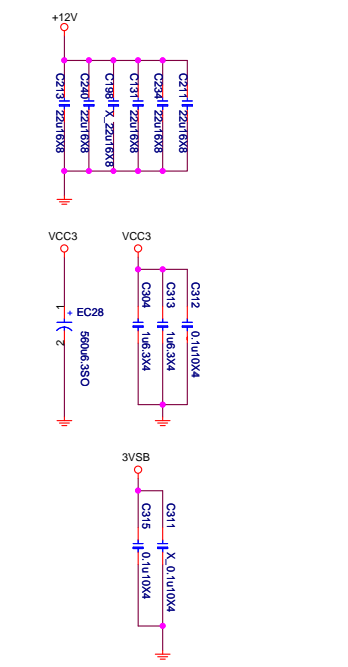 +12V
C213 22u16X8
C240 22u16X8
C198 X_22u16X8
C131 22u16X8
C234 22u16X8
C211 22u16X8
VCC3
1
+ EC28
2
560u6.3SO
VCC3
C304 1u6.3X4
C313 1u6.3X4
C312 0.1u10X4
3VSB
C315 0.1u10X4
C311 X_0.1u10X4